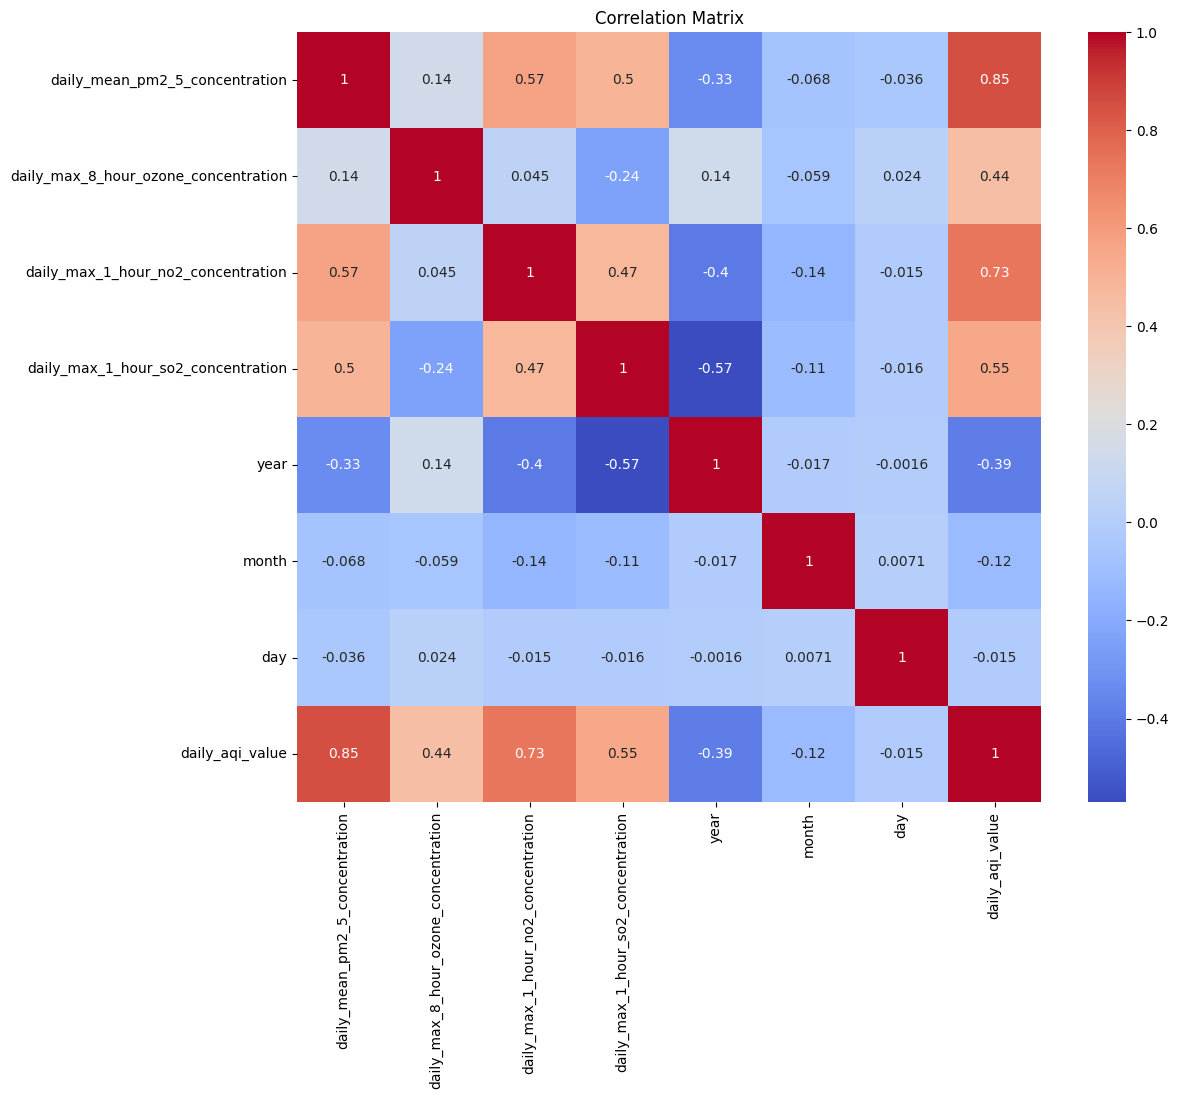 Correlation Matrix
daily_mean_pm2_5_concentration 1 0.14 0.57 0.5 -0.33 -0.068 -0.036 0.85
daily_max_8_hour_ozone_concentration 0.14 1 0.045 -0.24 0.14 -0.059 0.024 0.44
daily_max_1_hour_no2_concentration 0.57 0.045 1 0.47 -0.4 -0.14 -0.015 0.73
daily_max_1_hour_so2_concentration 0.5 -0.24 0.47 1 -0.57 -0.11 -0.016 0.55
year -0.33 0.14 -0.4 -0.57 1 -0.017 -0.0016 -0.39
month -0.068 -0.059 -0.14 -0.11 -0.017 1 0.0071 -0.12
day -0.036 0.024 -0.015 -0.016 -0.0016 0.0071 1 -0.015
daily_aqi_value 0.85 0.44 0.73 0.55 -0.39 -0.12 -0.015 1
daily_mean_pm2_5_concentration
daily_max_8_hour_ozone_concentration
daily_max_1_hour_no2_concentration
daily_max_1_hour_so2_concentration
year
month
day
daily_aqi_value
1.0
0.8
0.6
0.4
0.2
0.0
−0.2
−0.4